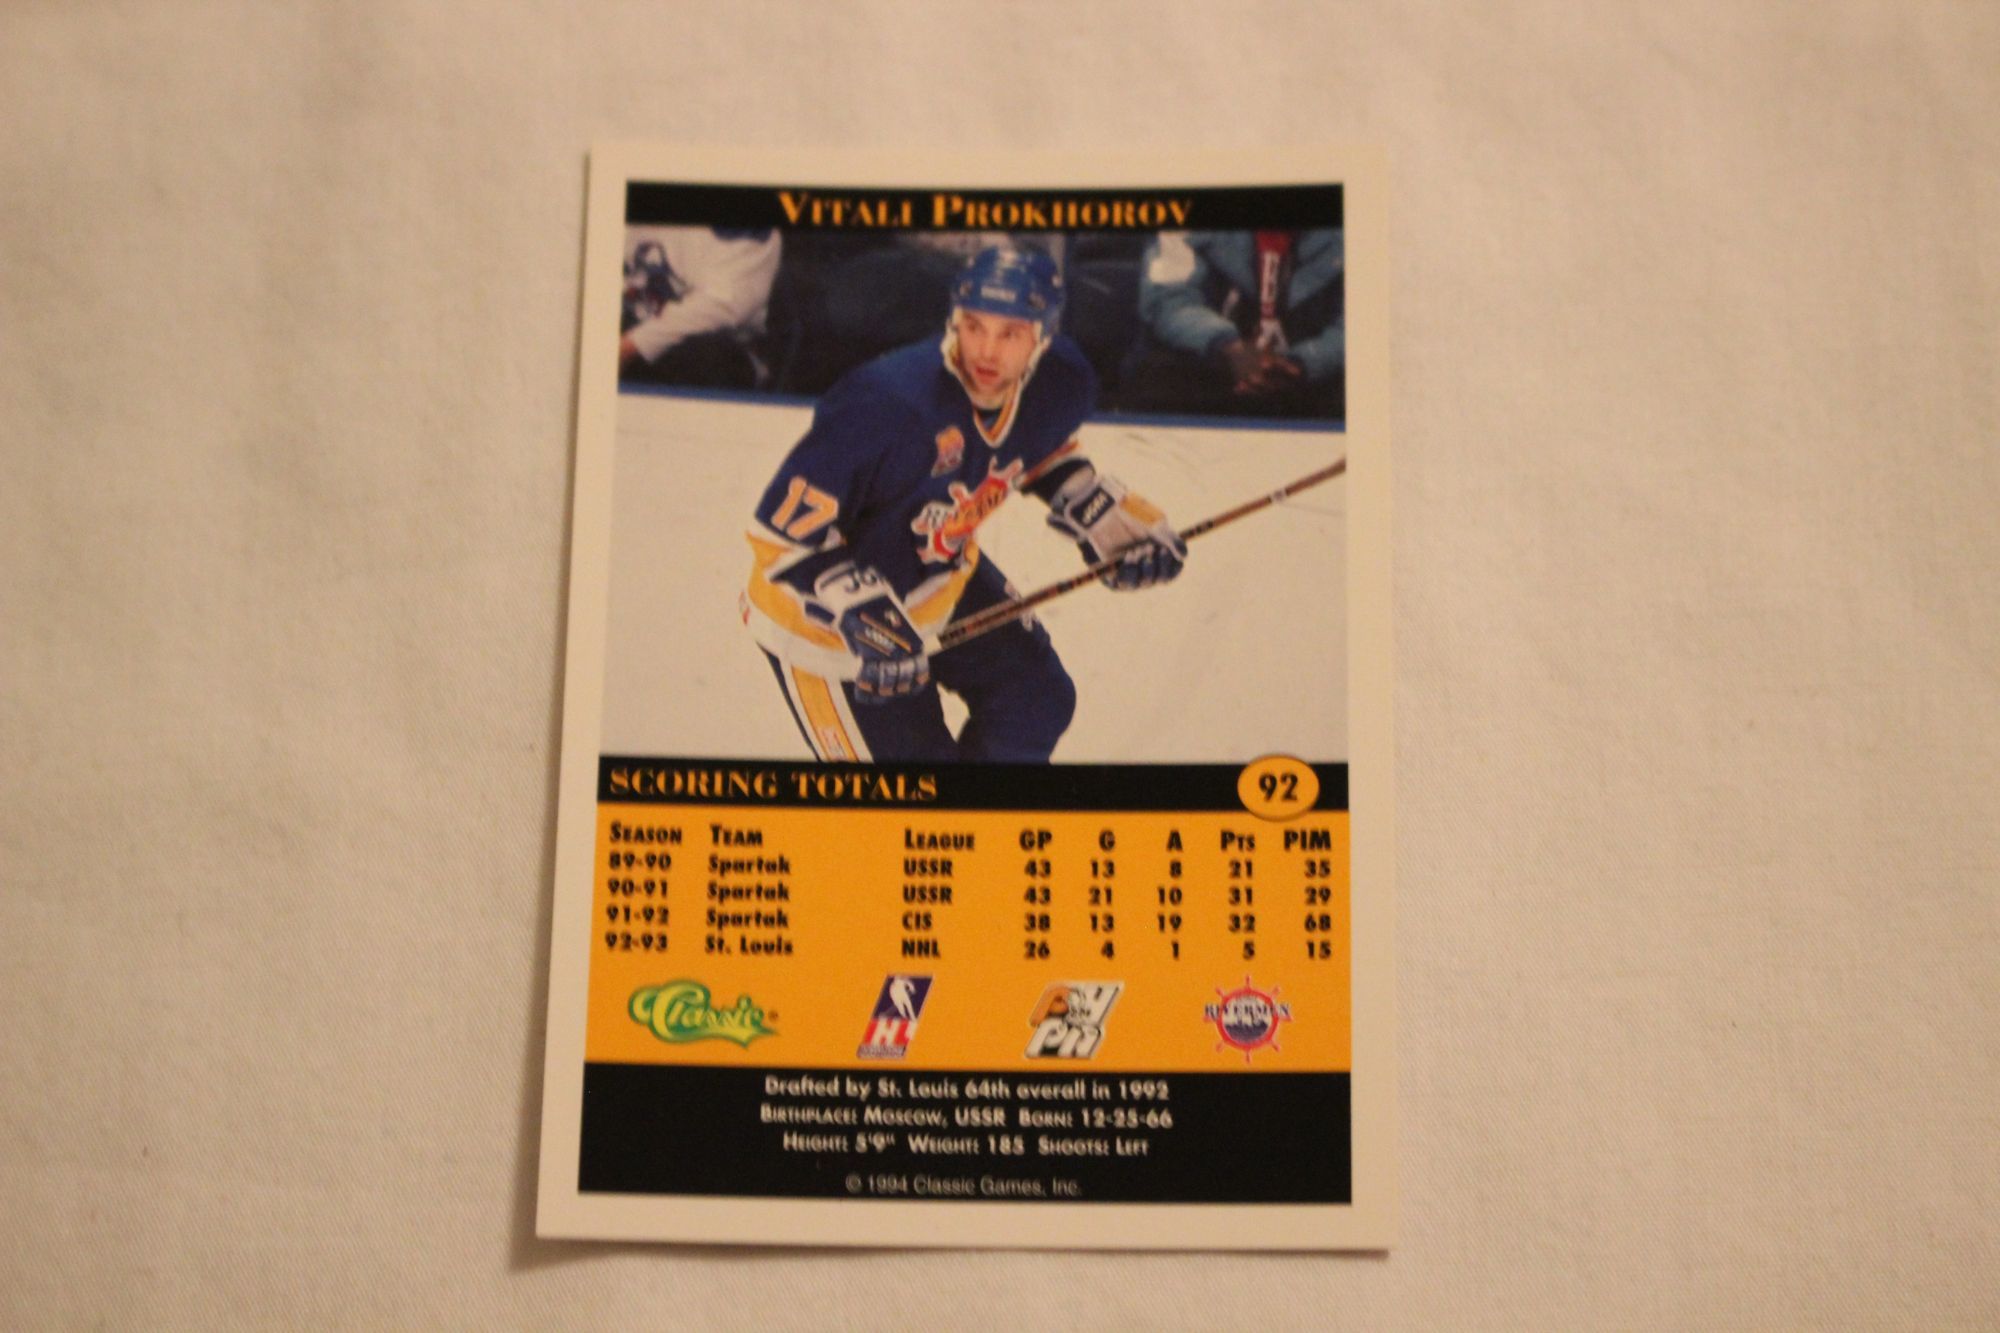 VITALI PROKHOROV
17
SCORING TOTALS
92
SEASON TEAM LEAGUE GP G A PTS PIM
89-90 Spartak USSR 43 13 8 21 35
90-91 Spartak USSR 43 21 10 31 29
91-92 Spartak CIS 38 13 19 32 68
92-93 St. Louis NHL 26 4 1 5 15
Classic®
RIVERMEN
Drafted by St. Louis 64th overall in 1992
BIRTHPLACE: MOSCOW, USSR BORN: 12-25-66
HEIGHT: 5'9" WEIGHT: 185 SHOOTS: LEFT
© 1994 Classic Games, Inc.